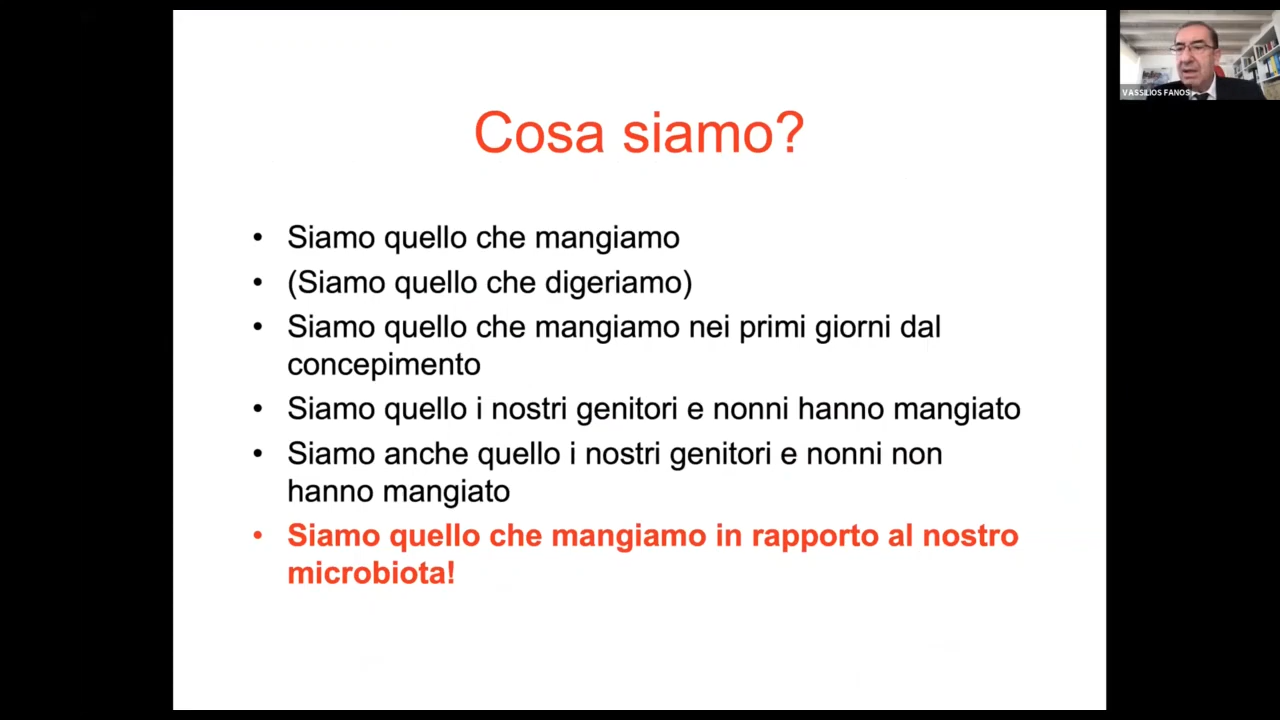 Cosa siamo?
• Siamo quello che mangiamo
• (Siamo quello che digeriamo)
• Siamo quello che mangiamo nei primi giorni dal
concepimento
• Siamo quello i nostri genitori e nonni hanno mangiato
• Siamo anche quello i nostri genitori e nonni non
hanno mangiato
• Siamo quello che mangiamo in rapporto al nostro
microbiota!
VASSILIOS FANOS